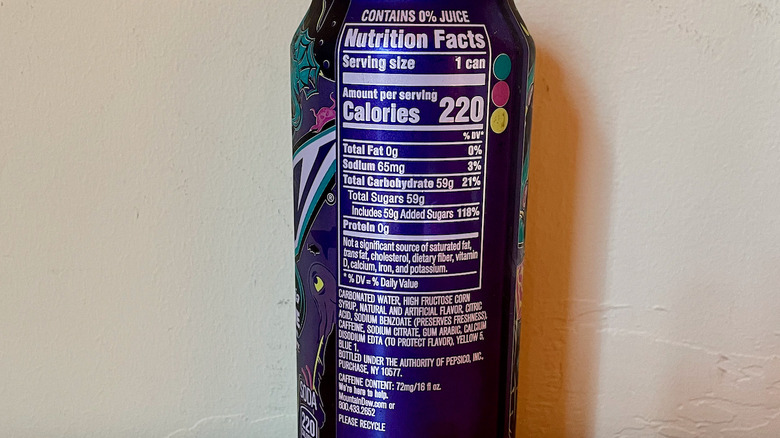 CONTAINS 0% JUICE
Nutrition Facts
Serving size 1 can
Amount per serving
Calories 220
% DV*
Total Fat 0g 0%
Sodium 65mg 3%
Total Carbohydrate 59g 21%
Total Sugars 59g
Includes 59g Added Sugars 118%
Protein 0g
Not a significant source of saturated fat,
trans fat, cholesterol, dietary fiber, vitamin
D, calcium, iron, and potassium.
* % DV = % Daily Value
CARBONATED WATER, HIGH FRUCTOSE CORN
SYRUP, NATURAL AND ARTIFICIAL FLAVOR, CITRIC
ACID, SODIUM BENZOATE (PRESERVES FRESHNESS),
CAFFEINE, SODIUM CITRATE, GUM ARABIC, CALCIUM
DISODIUM EDTA (TO PROTECT FLAVOR), YELLOW 5,
BLUE 1.
BOTTLED UNDER THE AUTHORITY OF PEPSICO, INC.
PURCHASE, NY 10577.
CAFFEINE CONTENT: 72mg/16 fl oz.
We're here to help.
MountainDew.com or
800.433.2652
PLEASE RECYCLE
®
SODA
220